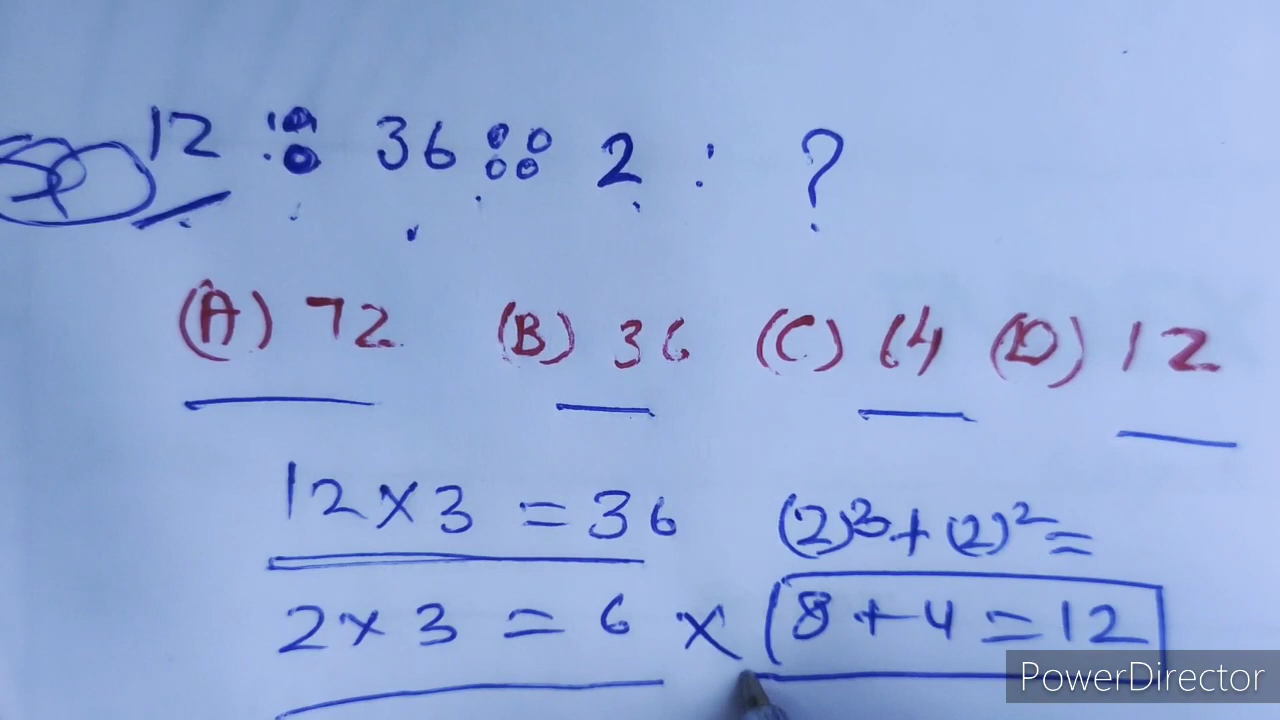 12 : 36 :: 2 : ?
(A) 72 (B) 36 (C) 64 (D) 12
12 × 3 = 36
(2)³ + (2)² =
2 × 3 = 6 × 8 + 4 = 12
PowerDirector